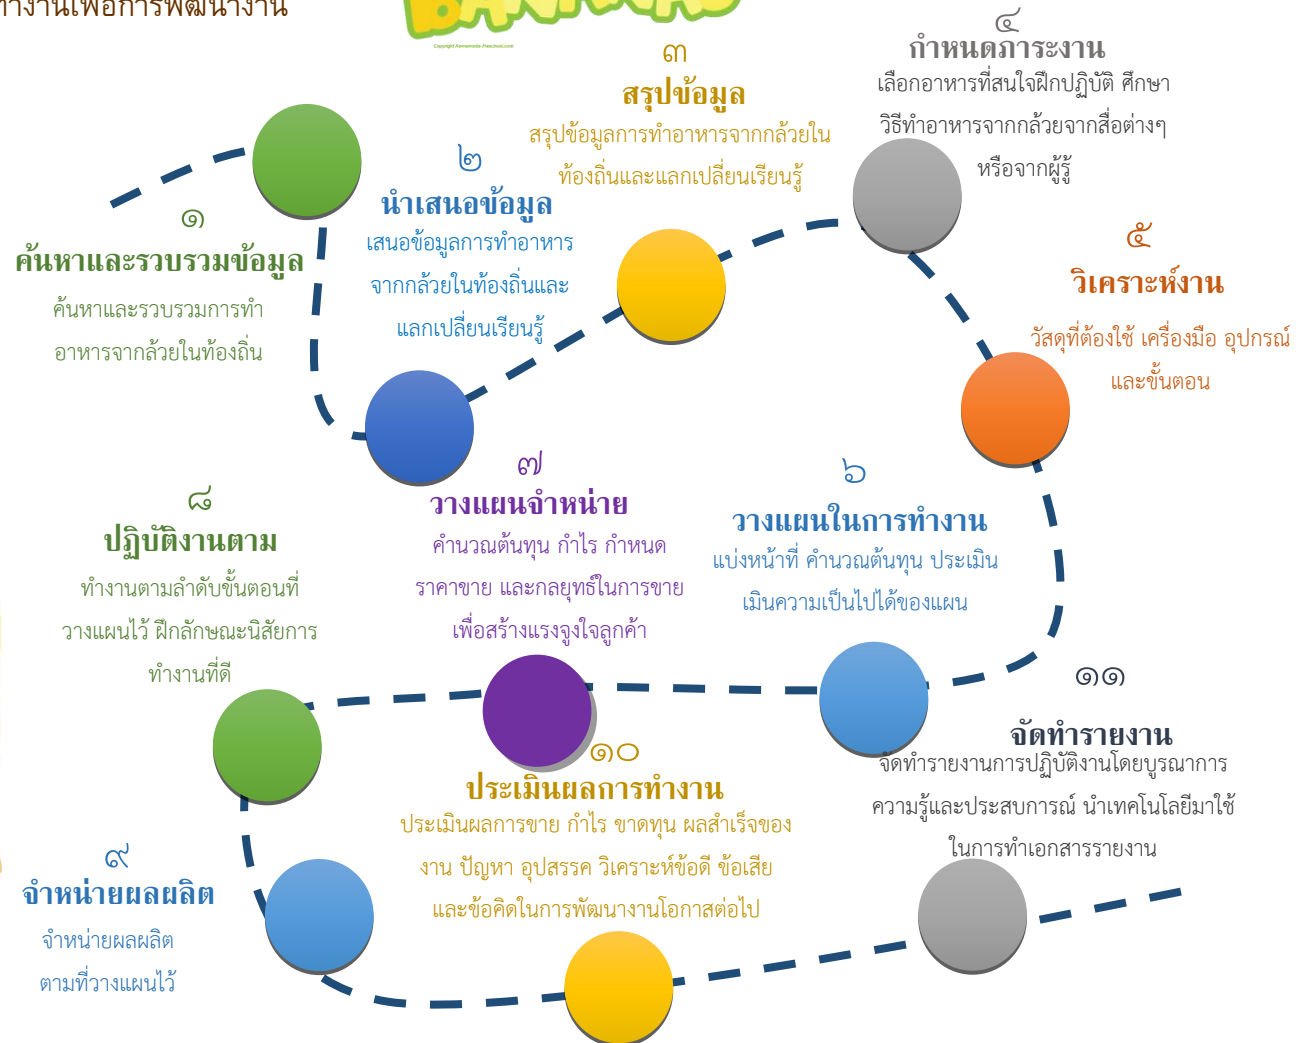 ทำงานเพื่อการพัฒนางาน
BANANAS
๑
ค้นหาและรวบรวมข้อมูล
ค้นหาและรวบรวมการทำ
อาหารจากล้วยในท้องถิ่น
๒
นำเสนอข้อมูล
เสนอข้อมูลการทำอาหาร
จากกล้วยในท้องถิ่นและ
แลกเปลี่ยนเรียนรู้
๓
สรุปข้อมูล
สรุปข้อมูลการทำอาหารจากกล้วยใน
ท้องถิ่นและแลกเปลี่ยนเรียนรู้
๔
กำหนดภาระงาน
เลือกอาหารที่สนใจฝึกปฏิบัติ ศึกษา
วิธีทำอาหารจากกล้วยจากสื่อต่างๆ
หรือจากผู้รู้
๕
วิเคราะห์งาน
วัสดุที่ต้องใช้ เครื่องมือ อุปกรณ์
และขั้นตอน
๖
วางแผนในการทำงาน
แบ่งหน้าที่ คำนวณต้นทุน ประเมิน
เมินความเป็นไปได้ของแผน
๗
วางแผนจำหน่าย
คำนวณต้นทุน กำไร กำหนด
ราคาขาย และกลยุทธ์ในการขาย
เพื่อสร้างแรงจูงใจลูกค้า
๘
ปฏิบัติงานตาม
ทำงานตามลำดับขั้นตอนที่
วางแผนไว้ ฝึกลักษณะนิสัยการ
ทำงานที่ดี
๙
จำหน่ายผลผลิต
จำหน่ายผลผลิต
ตามที่วางแผนไว้
๑๐
ประเมินผลการทำงาน
ประเมินผลการขาย กำไร ขาดทุน ผลสำเร็จของ
งาน ปัญหา อุปสรรค วิเคราะห์ข้อดี ข้อเสีย
และข้อคิดในการพัฒนางานโอกาสต่อไป
๑๑
จัดทำรายงาน
จัดทำรายงานการปฏิบัติงานโดยบูรณาการ
ความรู้และประสบการณ์ นำเทคโนโลยีมาใช้
ในการทำเอกสารรายงาน